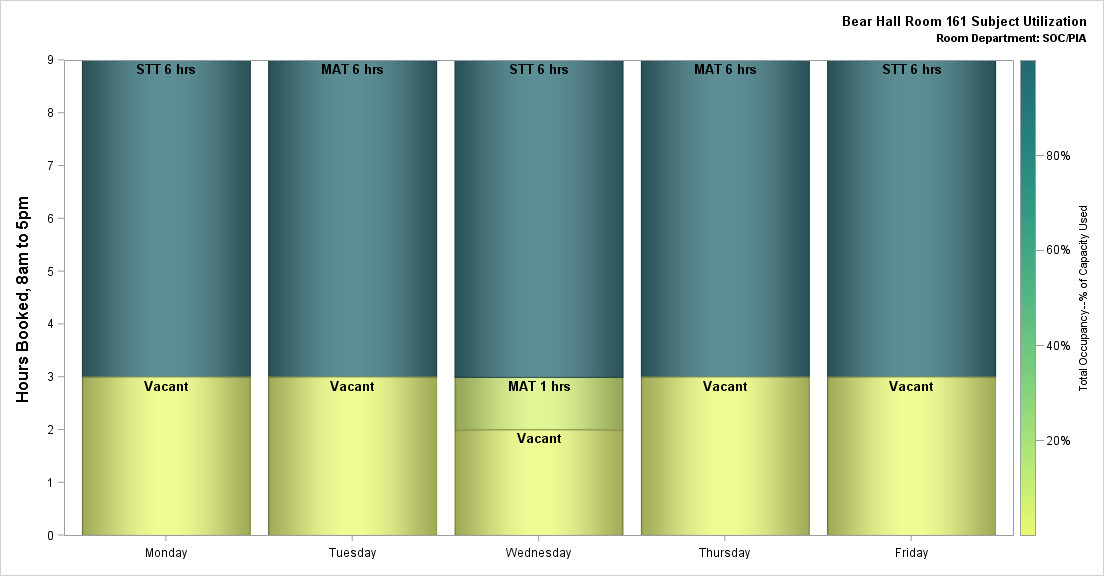 Bear Hall Room 161 Subject Utilization
Room Department: SOC/PIA
Hours Booked, 8am to 5pm
9
8
7
6
5
4
3
2
1
0
STT 6 hrs
Vacant
MAT 6 hrs
Vacant
STT 6 hrs
MAT 1 hrs
Vacant
MAT 6 hrs
Vacant
STT 6 hrs
Vacant
Monday
Tuesday
Wednesday
Thursday
Friday
80%
60%
40%
20%
Total Occupancy--% of Capacity Used